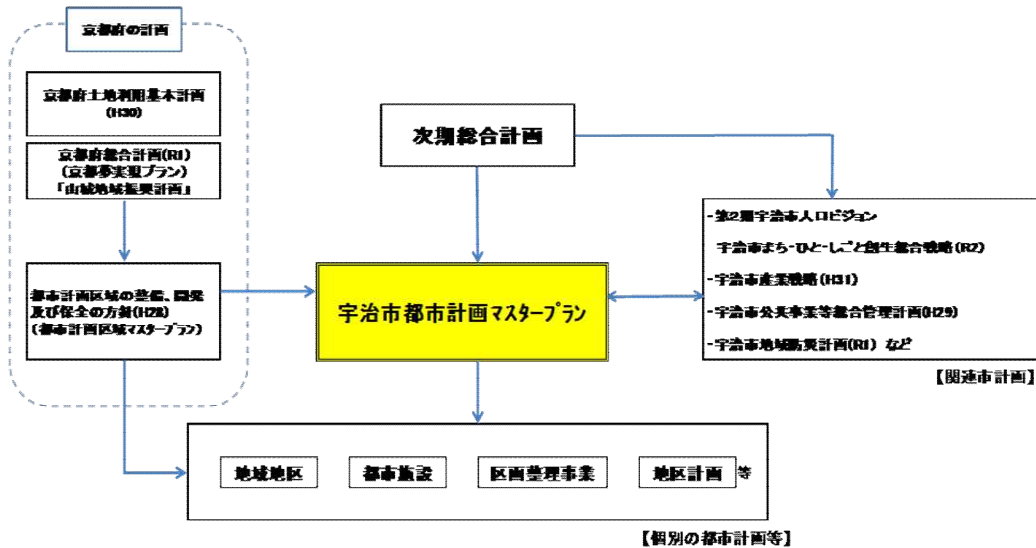 京都府の計画
京都府土地利用基本計画
(H30)
京都府総合計画(R1)
(京都夢実現プラン)
「山城地域振興計画」
都市計画区域の整備、開発
及び保全の方針(H28)
(都市計画区域マスタープラン)
次期総合計画
宇治市都市計画マスタープラン
・第2期宇治市人口ビジョン
宇治市まち・ひと・しごと創生総合戦略(R2)
・宇治市産業戦略(H31)
・宇治市公共事業等総合管理計画(H29)
・宇治市地域防災計画(R1) など
【関連市計画】
地域地区
都市施設
区画整理事業
地区計画 等
【個別の都市計画等】